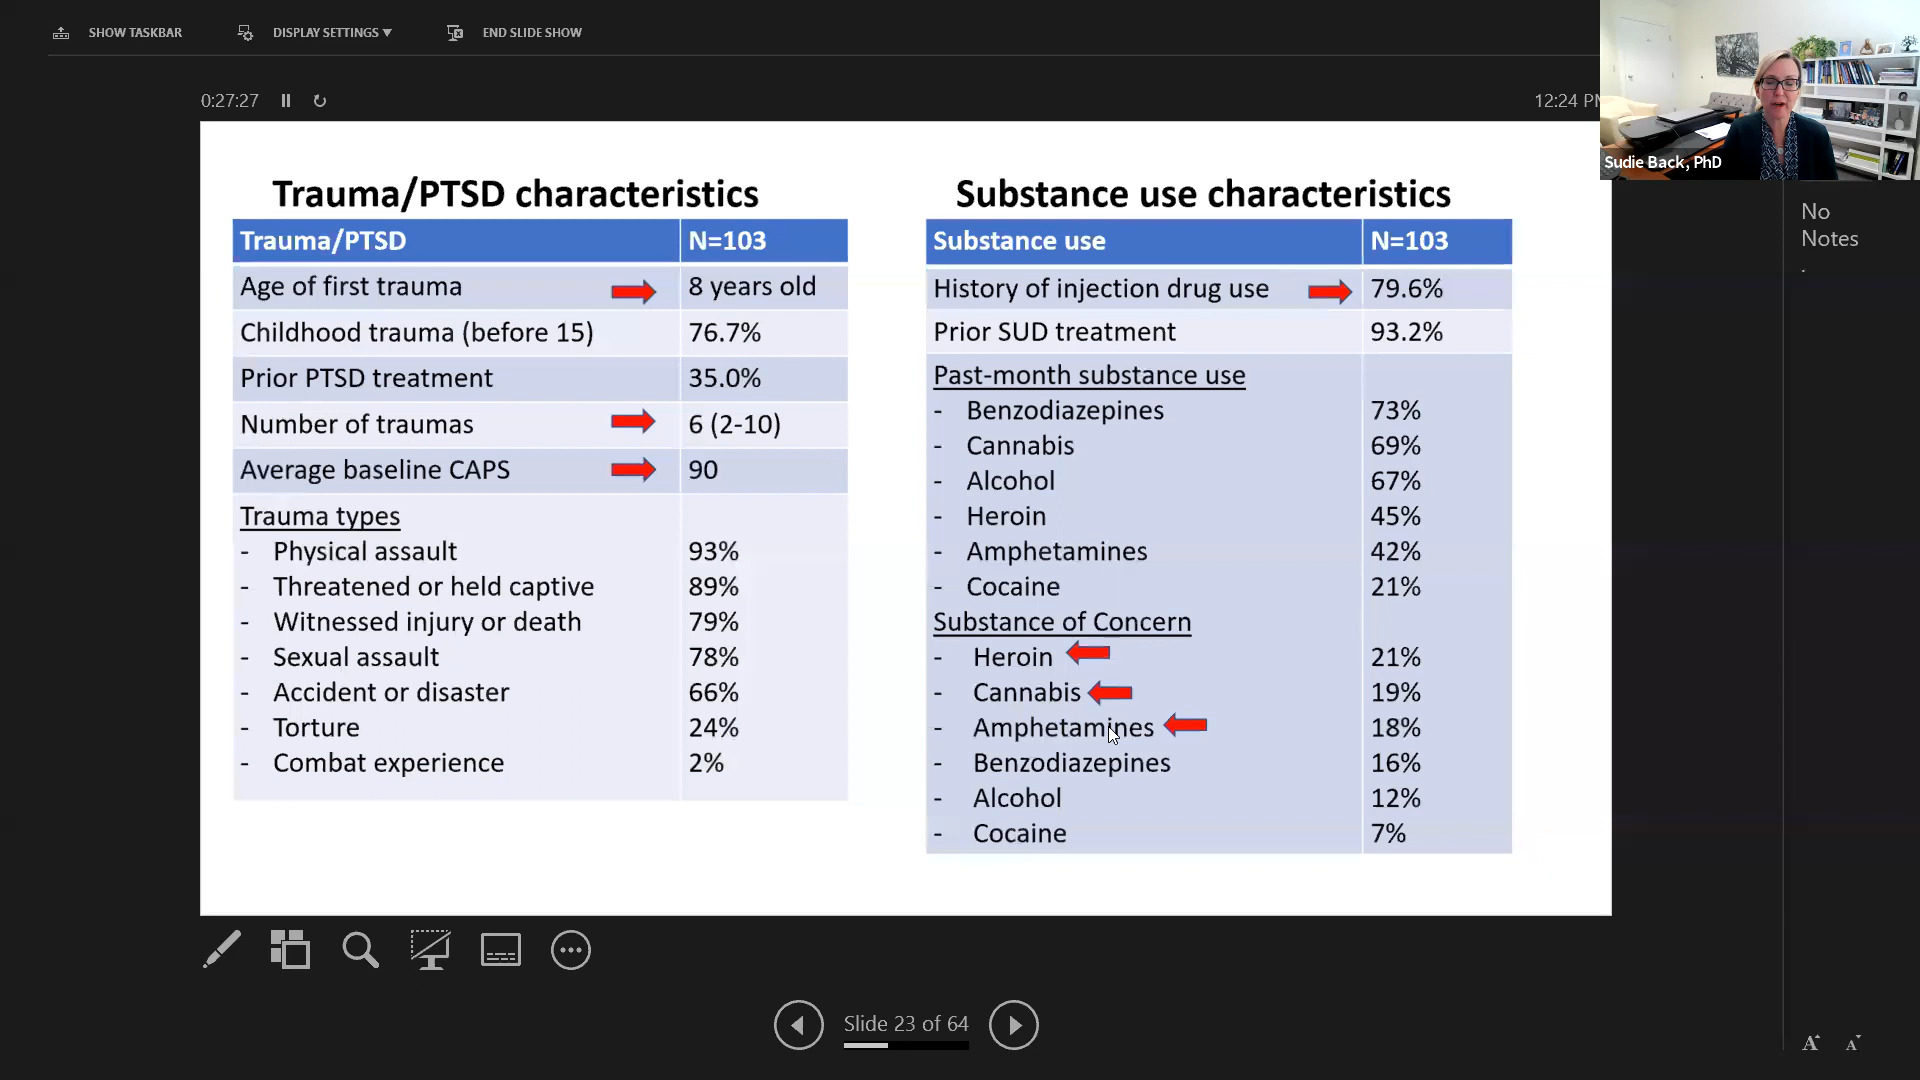 SHOW TASKBAR
DISPLAY SETTINGS ▼
END SLIDE SHOW
0:27:27
12:24 PM
Sudie Back, PhD
No
Notes
.
Trauma/PTSD characteristics
Trauma/PTSD N=103
Age of first trauma 8 years old
Childhood trauma (before 15) 76.7%
Prior PTSD treatment 35.0%
Number of traumas 6 (2-10)
Average baseline CAPS 90
Trauma types
- Physical assault 93%
- Threatened or held captive 89%
- Witnessed injury or death 79%
- Sexual assault 78%
- Accident or disaster 66%
- Torture 24%
- Combat experience 2%
Substance use characteristics
Substance use N=103
History of injection drug use 79.6%
Prior SUD treatment 93.2%
Past-month substance use
- Benzodiazepines 73%
- Cannabis 69%
- Alcohol 67%
- Heroin 45%
- Amphetamines 42%
- Cocaine 21%
Substance of Concern
- Heroin 21%
- Cannabis 19%
- Amphetamines 18%
- Benzodiazepines 16%
- Alcohol 12%
- Cocaine 7%
Slide 23 of 64
A A